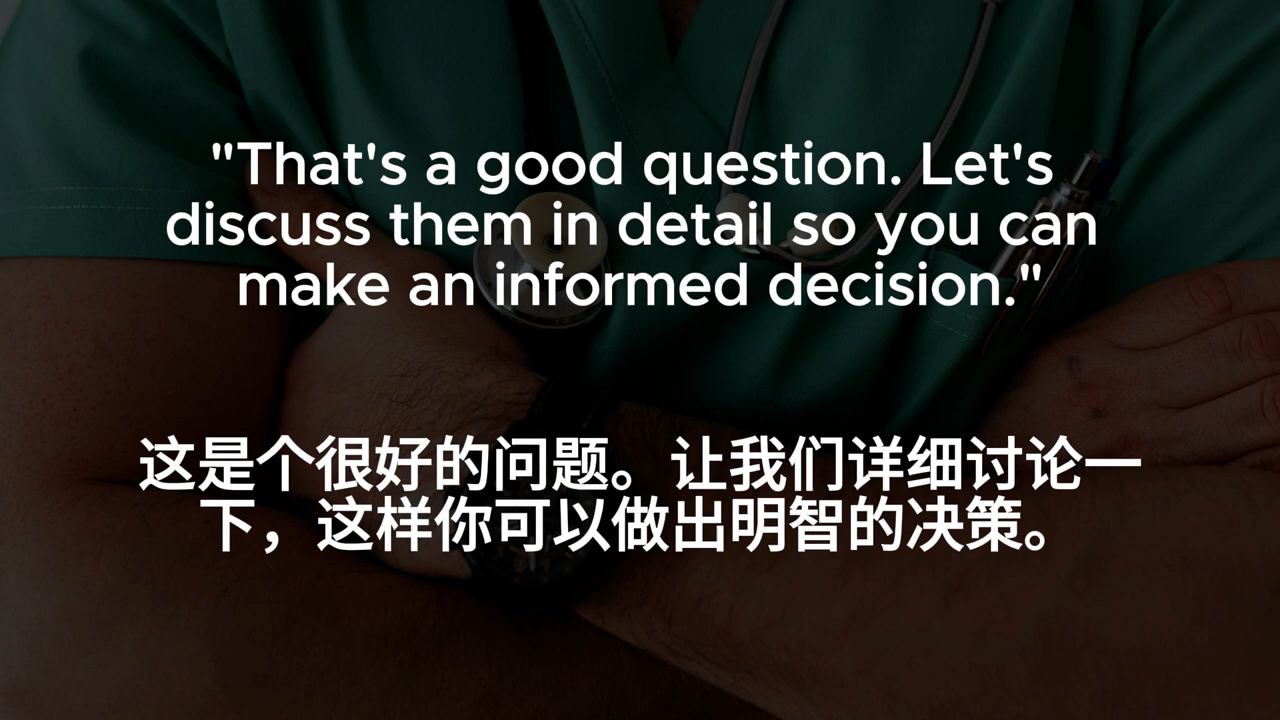 "That's a good question. Let's
discuss them in detail so you can
make an informed decision."
这是个很好的问题。让我们详细讨论一
下，这样你可以做出明智的决策。